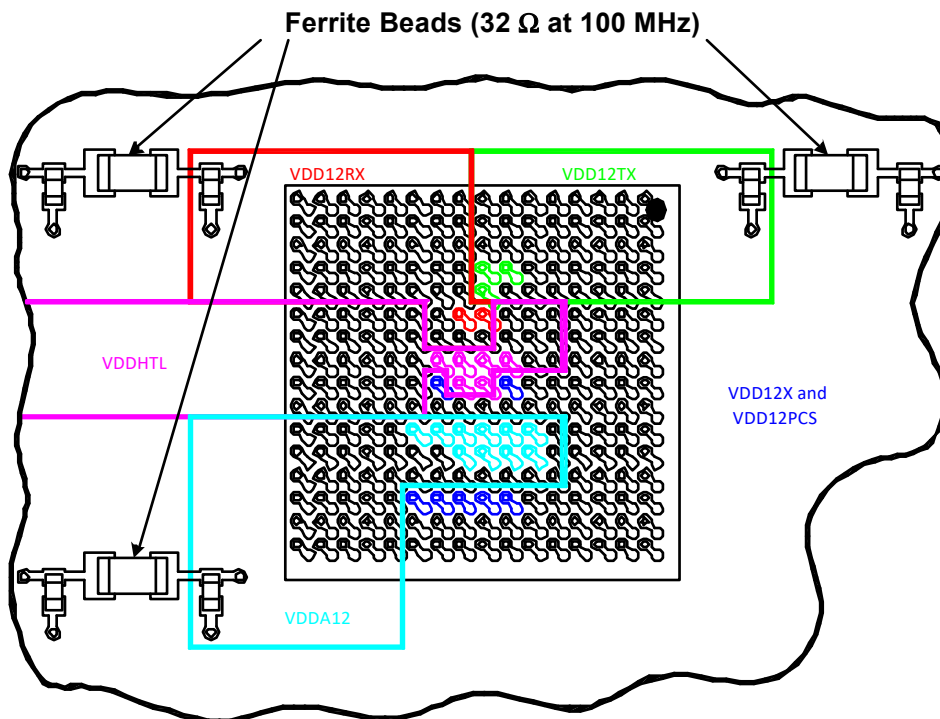 Ferrite Beads (32 Ω at 100 MHz)
VDD12RX
VDD12TX
VDDHTL
VDD12X and
VDD12PCS
VDDA12